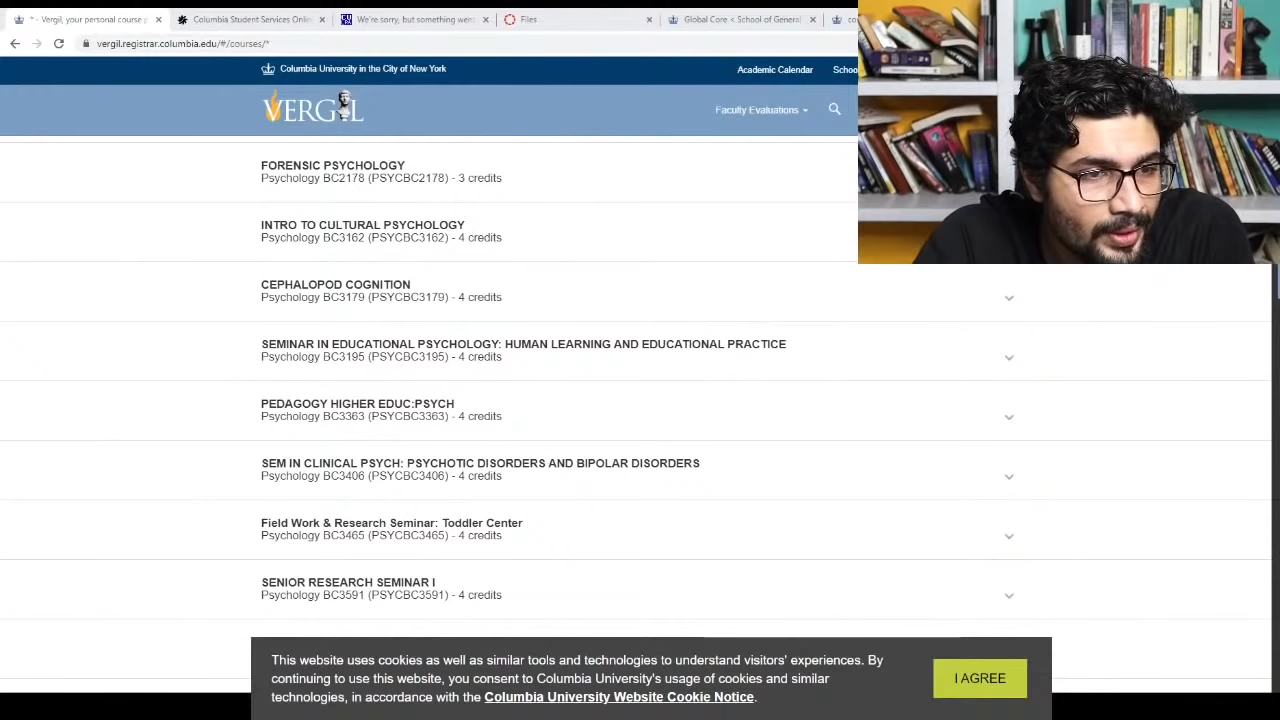 - Vergil, your personal course p
Columbia Student Services Onlin
We're sorry, but something went
Files
Global Core < School of General
vergil.registrar.columbia.edu/#/courses/*
Columbia University in the City of New York
Academic Calendar
Schoo
VERGIL
Faculty Evaluations
FORENSIC PSYCHOLOGY
Psychology BC2178 (PSYCBC2178) - 3 credits
INTRO TO CULTURAL PSYCHOLOGY
Psychology BC3162 (PSYCBC3162) - 4 credits
CEPHALOPOD COGNITION
Psychology BC3179 (PSYCBC3179) - 4 credits
SEMINAR IN EDUCATIONAL PSYCHOLOGY: HUMAN LEARNING AND EDUCATIONAL PRACTICE
Psychology BC3195 (PSYCBC3195) - 4 credits
PEDAGOGY HIGHER EDUC:PSYCH
Psychology BC3363 (PSYCBC3363) - 4 credits
SEM IN CLINICAL PSYCH: PSYCHOTIC DISORDERS AND BIPOLAR DISORDERS
Psychology BC3406 (PSYCBC3406) - 4 credits
Field Work & Research Seminar: Toddler Center
Psychology BC3465 (PSYCBC3465) - 4 credits
SENIOR RESEARCH SEMINAR I
Psychology BC3591 (PSYCBC3591) - 4 credits
This website uses cookies as well as similar tools and technologies to understand visitors' experiences. By
continuing to use this website, you consent to Columbia University's usage of cookies and similar
technologies, in accordance with the Columbia University Website Cookie Notice.
I AGREE